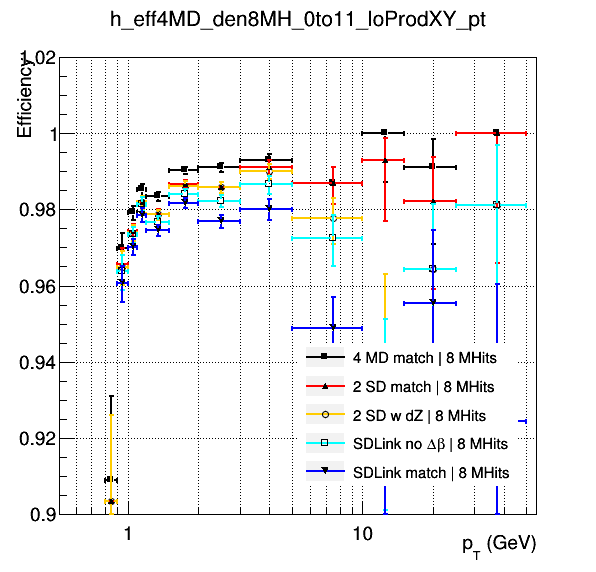 h_eff4MD_den8MH_0to11_loProdXY_pt
Efficiency
1.02
1
0.98
0.96
0.94
0.92
0.9
4 MD match | 8 MHits
2 SD match | 8 MHits
2 SD w dZ | 8 MHits
SDLink no Δβ | 8 MHits
SDLink match | 8 MHits
1
10
p_T (GeV)